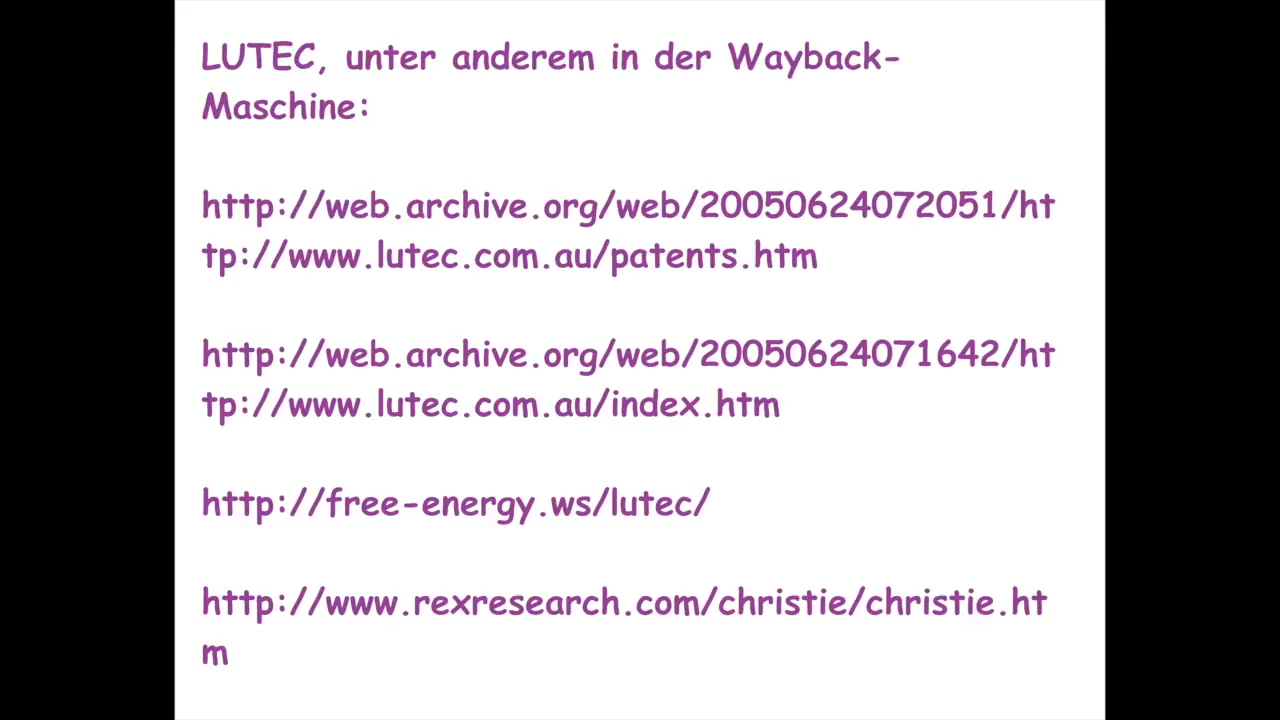 LUTEC, unter anderem in der Wayback-
Maschine:
http://web.archive.org/web/20050624072051/ht
tp://www.lutec.com.au/patents.htm
http://web.archive.org/web/20050624071642/ht
tp://www.lutec.com.au/index.htm
http://free-energy.ws/lutec/
http://www.rexresearch.com/christie/christie.ht
m